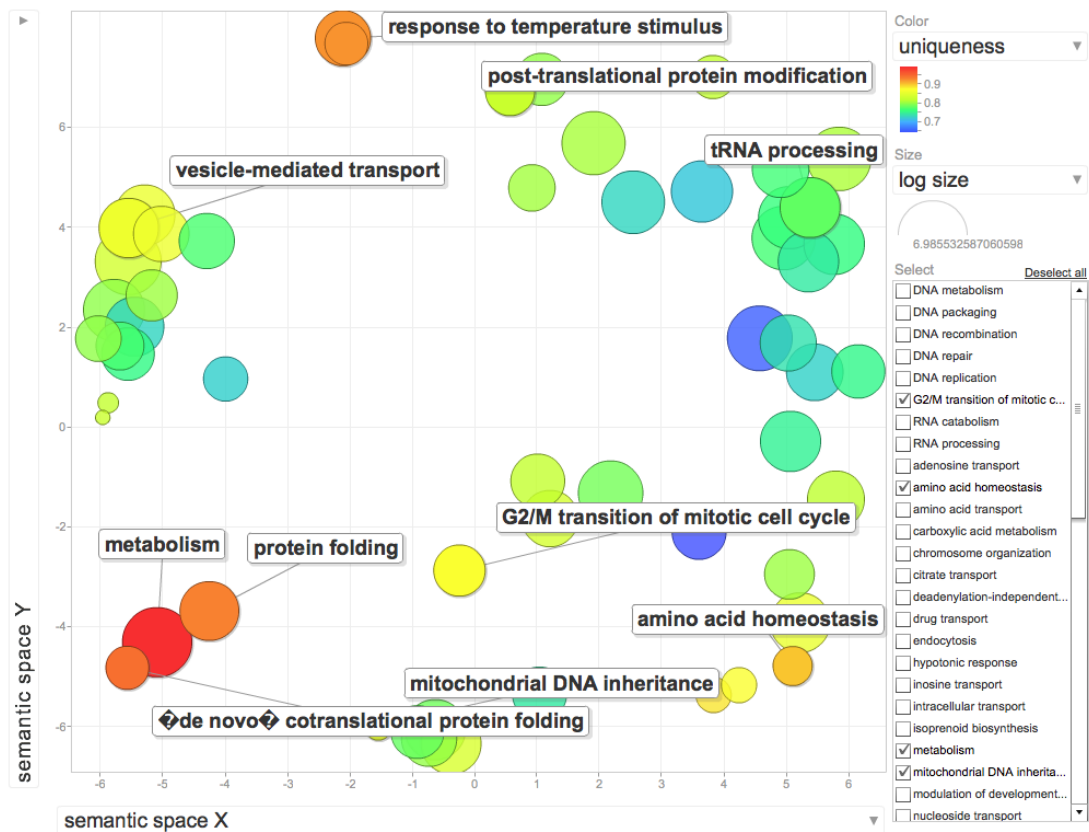 response to temperature stimulus
post-translational protein modification
tRNA processing
vesicle-mediated transport
G2/M transition of mitotic cell cycle
metabolism
protein folding
amino acid homeostasis
mitochondrial DNA inheritance
�de novo� cotranslational protein folding
semantic space Y
6
4
2
0
-2
-4
-6
-6
-5
-4
-3
-2
-1
0
1
2
3
4
5
6
semantic space X
Color
uniqueness
0.9
0.8
0.7
Size
log size
6.985532587060598
Select
Deselect all
DNA metabolism
DNA packaging
DNA recombination
DNA repair
DNA replication
G2/M transition of mitotic c...
RNA catabolism
RNA processing
adenosine transport
amino acid homeostasis
amino acid transport
carboxylic acid metabolism
chromosome organization
citrate transport
deadenylation-independent...
drug transport
endocytosis
hypotonic response
inosine transport
intracellular transport
isoprenoid biosynthesis
metabolism
mitochondrial DNA inherita...
modulation of development...
nucleoside transport